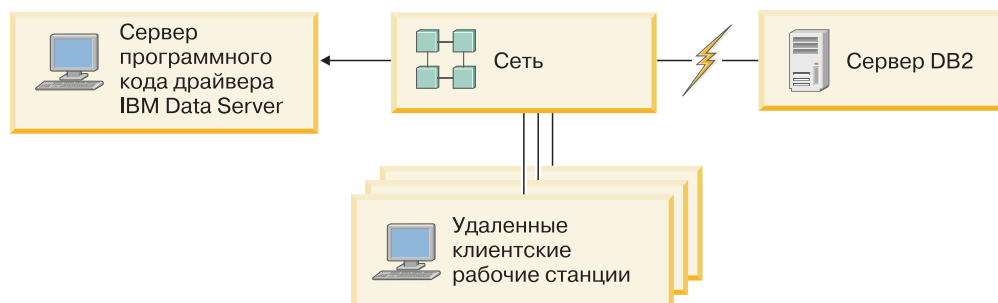 Сервер
программного
кода драйвера
IBM Data Server
Сеть
Сервер DB2
Удаленные
клиентские
рабочие станции